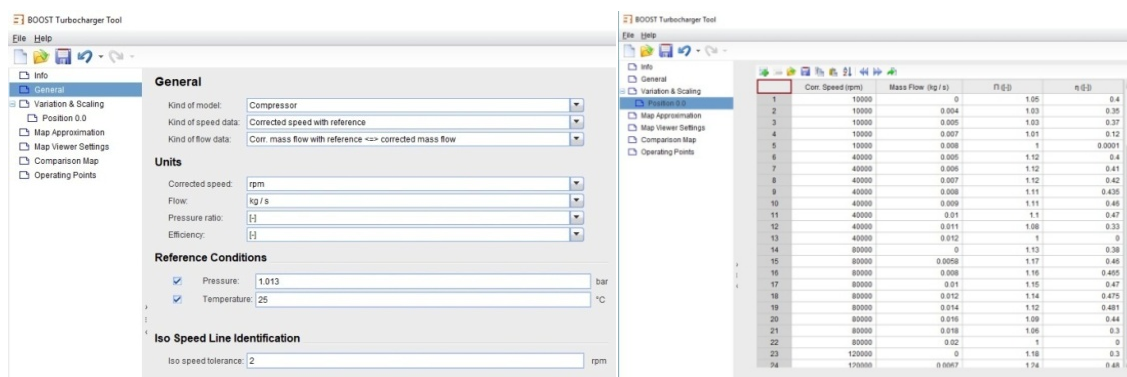 BOOST Turbocharger Tool
File Help
Info
General
Variation & Scaling
Position 0.0
Map Approximation
Map Viewer Settings
Comparison Map
Operating Points
General
Kind of model: Compressor
Kind of speed data: Corrected speed with reference
Kind of flow data: Corr. mass flow with reference <=> corrected mass flow
Units
Corrected speed: rpm
Flow: kg / s
Pressure ratio: [-]
Efficiency: [-]
Reference Conditions
Pressure: 1.013 bar
Temperature: 25 °C
Iso Speed Line Identification
Iso speed tolerance: 2 rpm
BOOST Turbocharger Tool
File Help
Info
General
Variation & Scaling
Position 0.0
Map Approximation
Map Viewer Settings
Comparison Map
Operating Points
Corr. Speed (rpm) Mass Flow (kg / s) Π ([-]) η ([-])
1 10000 0 1.05 0.4
2 10000 0.004 1.03 0.35
3 10000 0.005 1.03 0.37
4 10000 0.007 1.01 0.12
5 10000 0.008 1 0.0001
6 40000 0.005 1.12 0.4
7 40000 0.006 1.12 0.41
8 40000 0.007 1.12 0.42
9 40000 0.008 1.11 0.435
10 40000 0.009 1.11 0.46
11 40000 0.01 1.1 0.47
12 40000 0.011 1.08 0.33
13 40000 0.012 1 0
14 80000 0 1.13 0.38
15 80000 0.0058 1.17 0.46
16 80000 0.008 1.16 0.465
17 80000 0.01 1.15 0.47
18 80000 0.012 1.14 0.475
19 80000 0.014 1.12 0.481
20 80000 0.016 1.09 0.44
21 80000 0.018 1.06 0.3
22 80000 0.02 1 0
23 120000 0 1.18 0.3
24 120000 0.0067 1.24 0.48